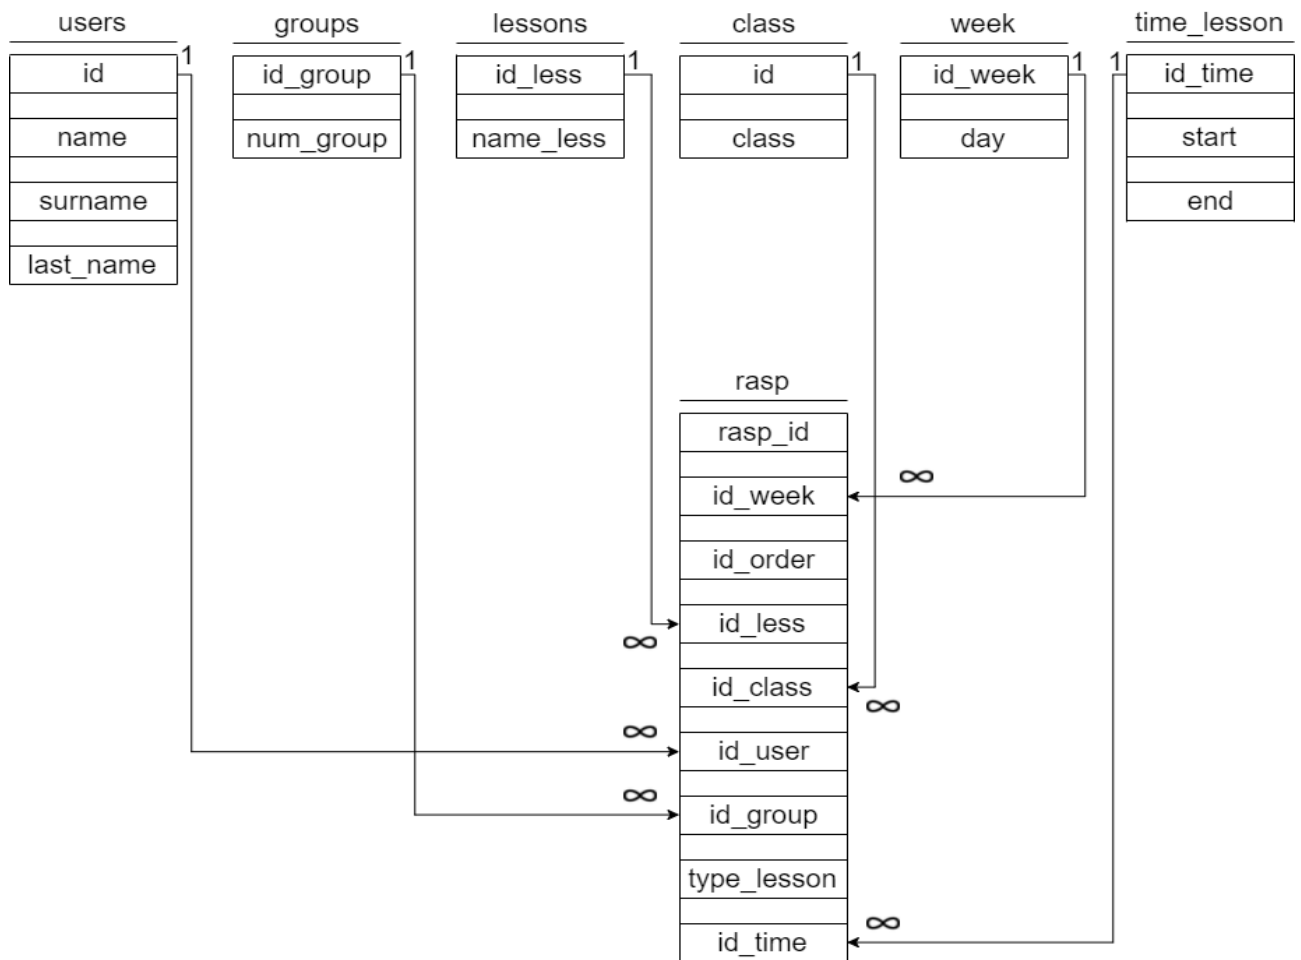 users groups lessons class week time_lesson
1 1 1 1 1 1
id id_group id_less id id_week id_time
name num_group name_less class day start
surname end
last_name
rasp
rasp_id
∞
id_week
id_order
id_less
∞
id_class
∞
∞
id_user
∞
id_group
type_lesson
∞
id_time